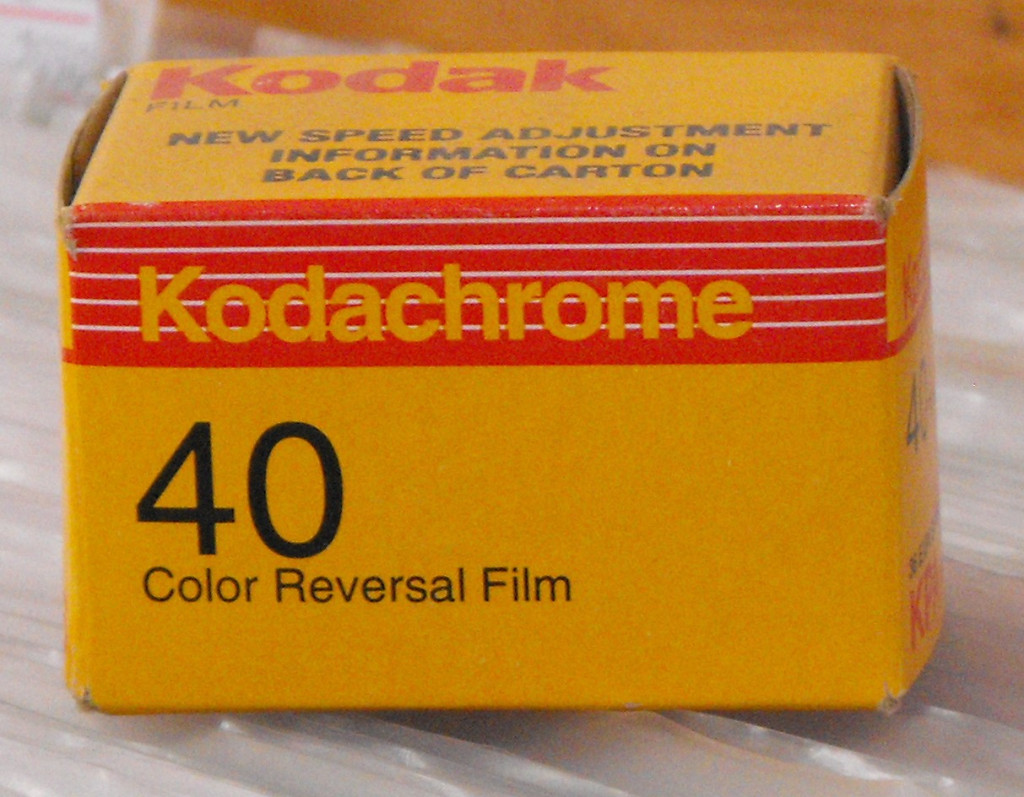 Kodak
FILM
NEW SPEED ADJUSTMENT
INFORMATION ON
BACK OF CARTON
Kodachrome
40
Color Reversal Film